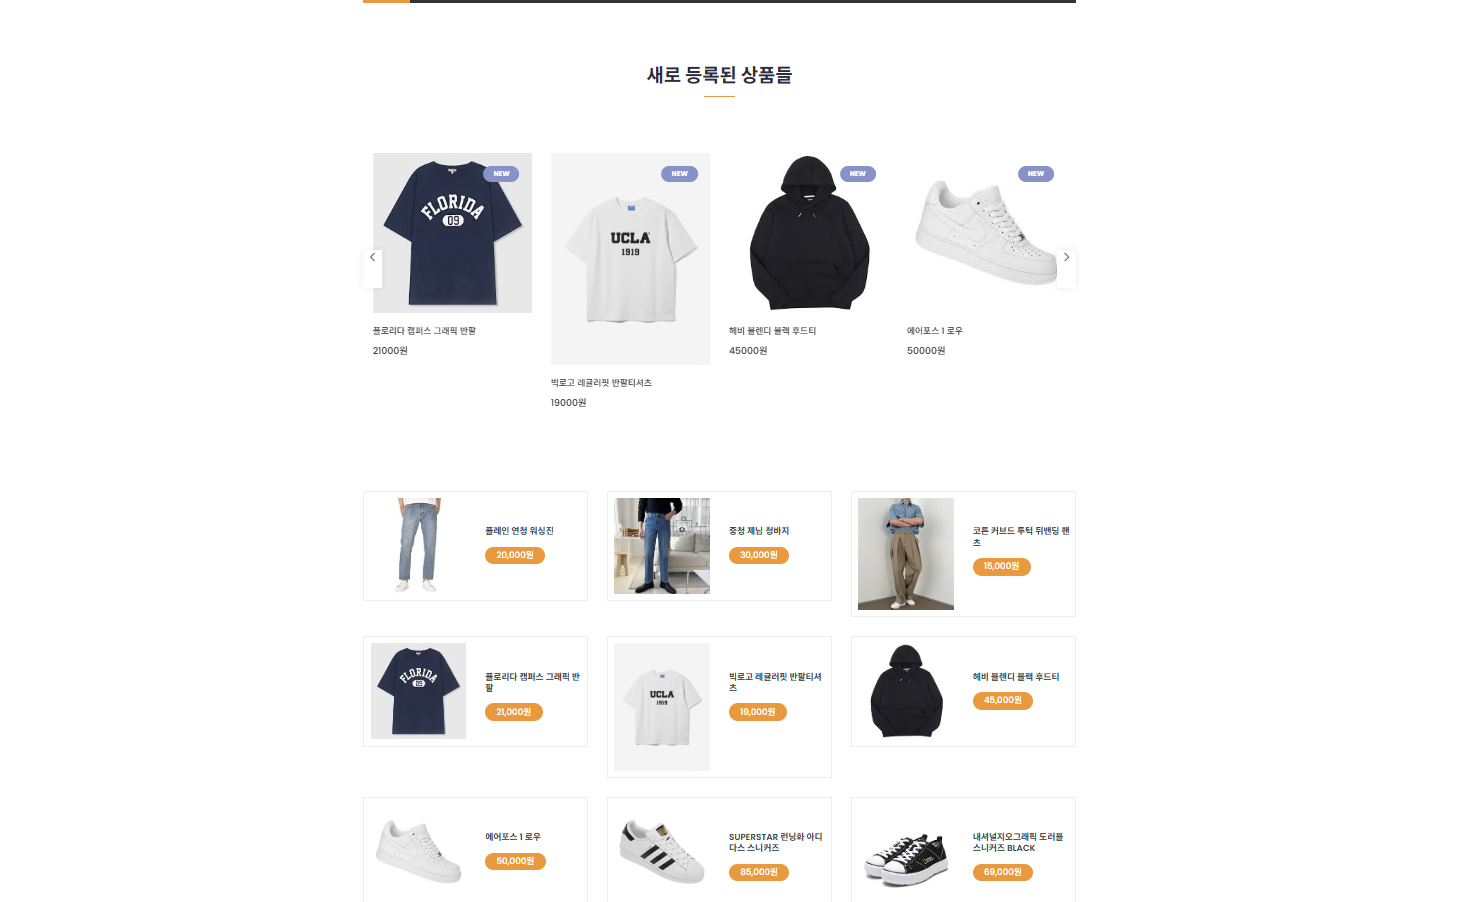 새로 등록된 상품들
NEW
NEW
NEW
NEW
FLORIDA
09
UCLA
1919
플로리다 캠퍼스 그래픽 반팔
21000원
빅로고 레귤러핏 반팔티셔츠
19000원
헤비 블렌디 블랙 후드티
45000원
에어포스 1 로우
50000원
플레인 연청 워싱진
20,000원
중청 제님 청바지
30,000원
코튼 커브드 투턱 뒤밴딩 팬
츠
15,000원
FLORIDA
09
플로리다 캠퍼스 그래픽 반
팔
21,000원
UCLA
1919
빅로고 레귤러핏 반팔티셔
츠
19,000원
헤비 블렌디 블랙 후드티
45,000원
에어포스 1 로우
50,000원
SUPERSTAR 런닝화 아디
다스 스니커즈
85,000원
내셔널지오그래픽 도러블
스니커즈 BLACK
69,000원